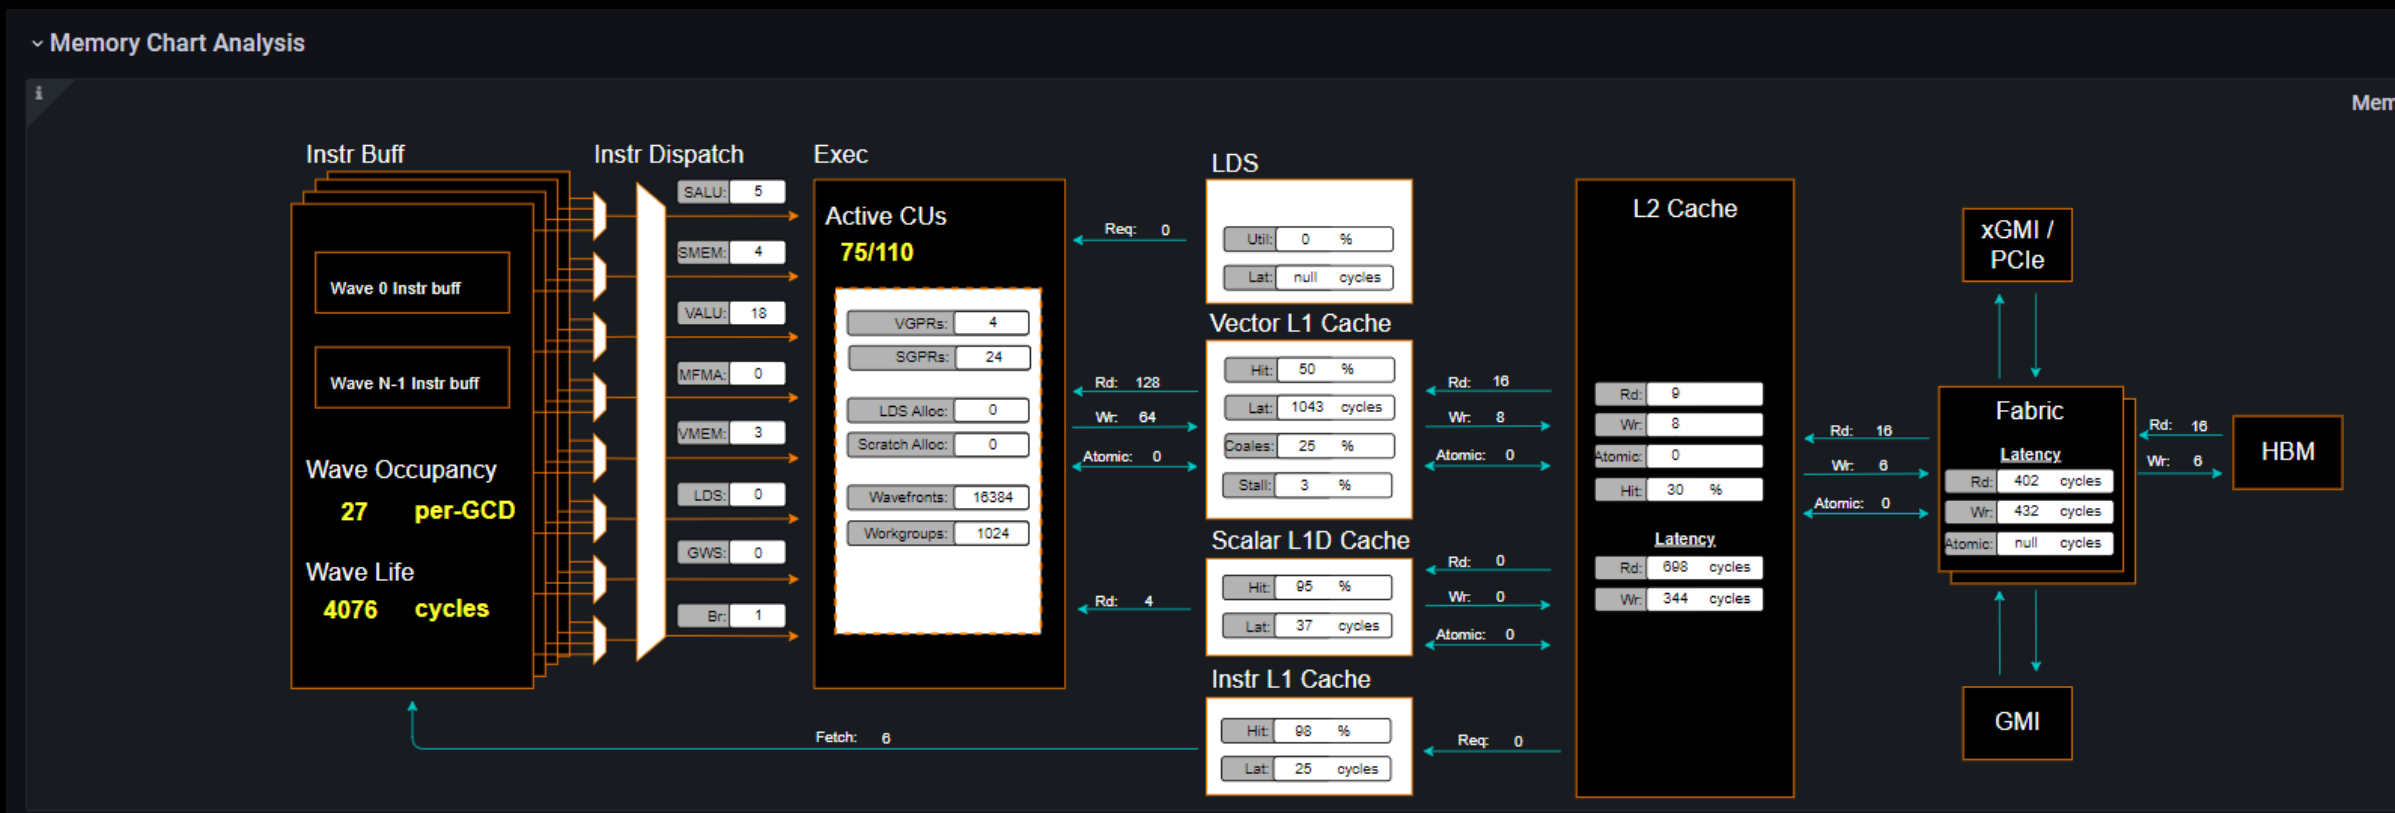 Memory Chart Analysis
i
Mem
Instr Buff
Wave 0 Instr buff
Wave N-1 Instr buff
Wave Occupancy
27 per-GCD
Wave Life
4076 cycles
Instr Dispatch
SALU: 5
SMEM: 4
VALU: 18
MFMA: 0
VMEM: 3
LDS: 0
GWS: 0
Br: 1
Exec
Active CUs
75/110
VGPRs: 4
SGPRs: 24
LDS Alloc: 0
Scratch Alloc: 0
Wavefronts: 16384
Workgroups: 1024
Req: 0
Rd: 128
Wr: 64
Atomic: 0
Rd: 4
Fetch: 6
LDS
Util: 0 %
Lat: null cycles
Vector L1 Cache
Hit: 50 %
Lat: 1043 cycles
Coales: 25 %
Stall: 3 %
Scalar L1D Cache
Hit: 95 %
Lat: 37 cycles
Instr L1 Cache
Hit: 98 %
Lat: 25 cycles
Rd: 16
Wr: 8
Atomic: 0
Rd: 0
Wr: 0
Atomic: 0
Req: 0
L2 Cache
Rd: 9
Wr: 8
Atomic: 0
Hit: 30 %
Latency
Rd: 698 cycles
Wr: 344 cycles
Rd: 16
Wr: 6
Atomic: 0
xGMI /
PCIe
Fabric
Latency
Rd: 402 cycles
Wr: 432 cycles
Atomic: null cycles
GMI
Rd: 16
Wr: 6
HBM